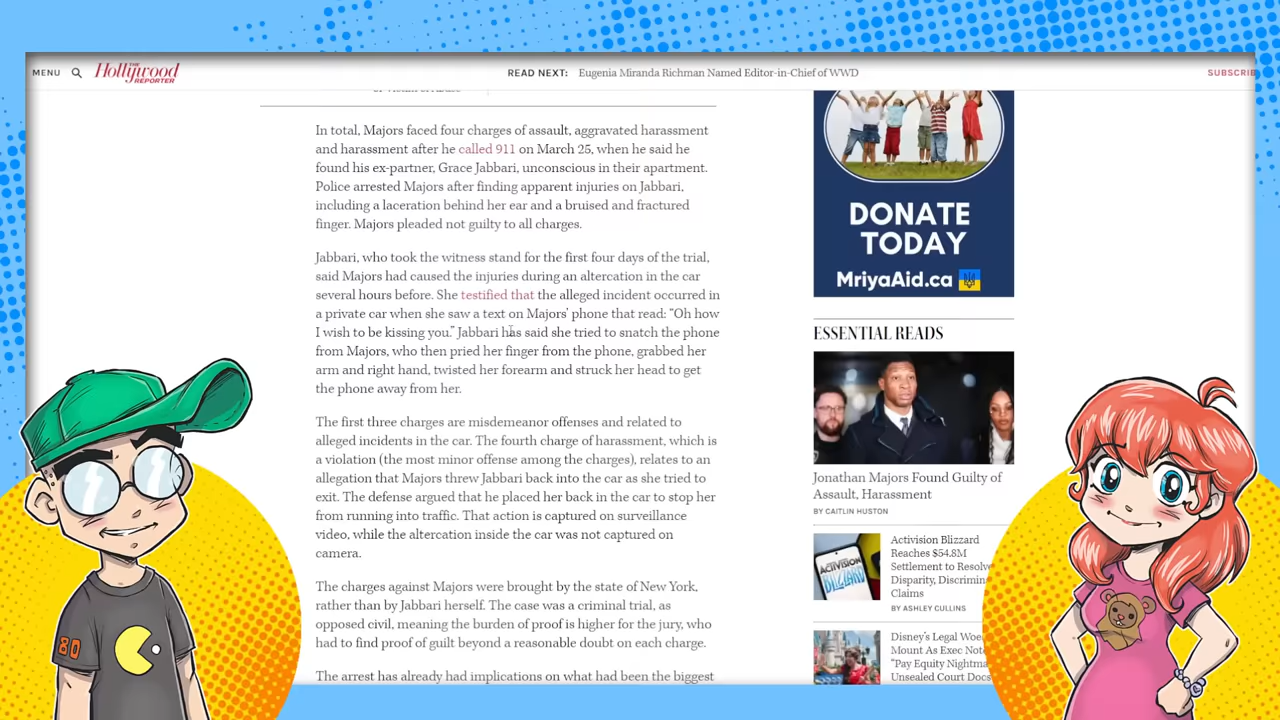 MENU
THE
Hollywood
REPORTER
READ NEXT: Eugenia Miranda Richman Named Editor-in-Chief of WWD
SUBSCRIB
In total, Majors faced four charges of assault, aggravated harassment
and harassment after he called 911 on March 25, when he said he
found his ex-partner, Grace Jabbari, unconscious in their apartment.
Police arrested Majors after finding apparent injuries on Jabbari,
including a laceration behind her ear and a bruised and fractured
finger. Majors pleaded not guilty to all charges.
Jabbari, who took the witness stand for the first four days of the trial,
said Majors had caused the injuries during an altercation in the car
several hours before. She testified that the alleged incident occurred in
a private car when she saw a text on Majors’ phone that read: “Oh how
I wish to be kissing you.” Jabbari has said she tried to snatch the phone
from Majors, who then pried her finger from the phone, grabbed her
arm and right hand, twisted her forearm and struck her head to get
the phone away from her.
The first three charges are misdemeanor offenses and related to
alleged incidents in the car. The fourth charge of harassment, which is
a violation (the most minor offense among the charges), relates to an
allegation that Majors threw Jabbari back into the car as she tried to
exit. The defense argued that he placed her back in the car to stop her
from running into traffic. That action is captured on surveillance
video, while the altercation inside the car was not captured on
camera.
The charges against Majors were brought by the state of New York,
rather than by Jabbari herself. The case was a criminal trial, as
opposed civil, meaning the burden of proof is higher for the jury, who
had to find proof of guilt beyond a reasonable doubt on each charge.
The arrest has already had implications on what had been the biggest
DONATE
TODAY
MriyaAid.ca
ESSENTIAL READS
Jonathan Majors Found Guilty of
Assault, Harassment
BY CAITLIN HUSTON
ACTIVISION
BLIZZARD
Activision Blizzard
Reaches $54.8M
Settlement to Resolve
Disparity, Discrimin
Claims
BY ASHLEY CULLINS
Disney’s Legal Woe
Mount As Exec Note
“Pay Equity Nightma
Unsealed Court Docs
80